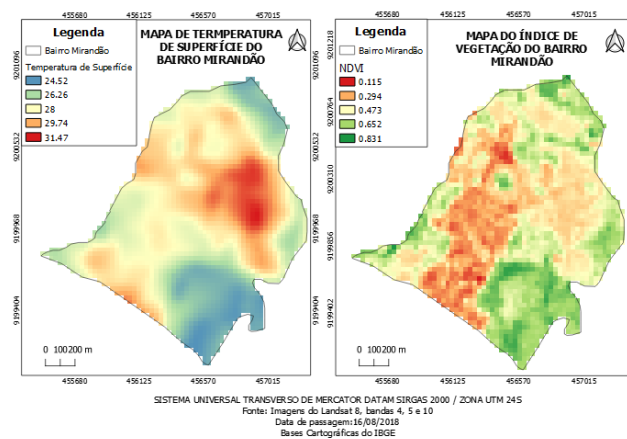 455680 456125 456570 457015
Legenda
Bairro Mirandão
Temperatura de Superfície
24.52
26.26
28
29.74
31.47
MAPA DE TERMPERATURA
DE SUPERFÍCIE DO
BAIRRO MIRANDÃO
9201096
9200532
9199968
9199404
9201096
9200532
9199968
9199404
0 100200 m
455680 456125 456570 457015
455680 456125 456570 457015
Legenda
Bairro Mirandão
NDVI
0.115
0.294
0.473
0.652
0.831
MAPA DO ÍNDICE DE
VEGETAÇÃO DO BAIRRO
MIRANDÃO
9201218
9200764
9200310
9199856
9199402
0 100200 m
455680 456125 456570 457015
SISTEMA UNIVERSAL TRANSVERSO DE MERCATOR DATAM SIRGAS 2000 / ZONA UTM 24S
Fonte: Imagens do Landsat 8, bandas 4, 5 e 10
Data de passagem:16/08/2018
Bases Cartográficas do IBGE